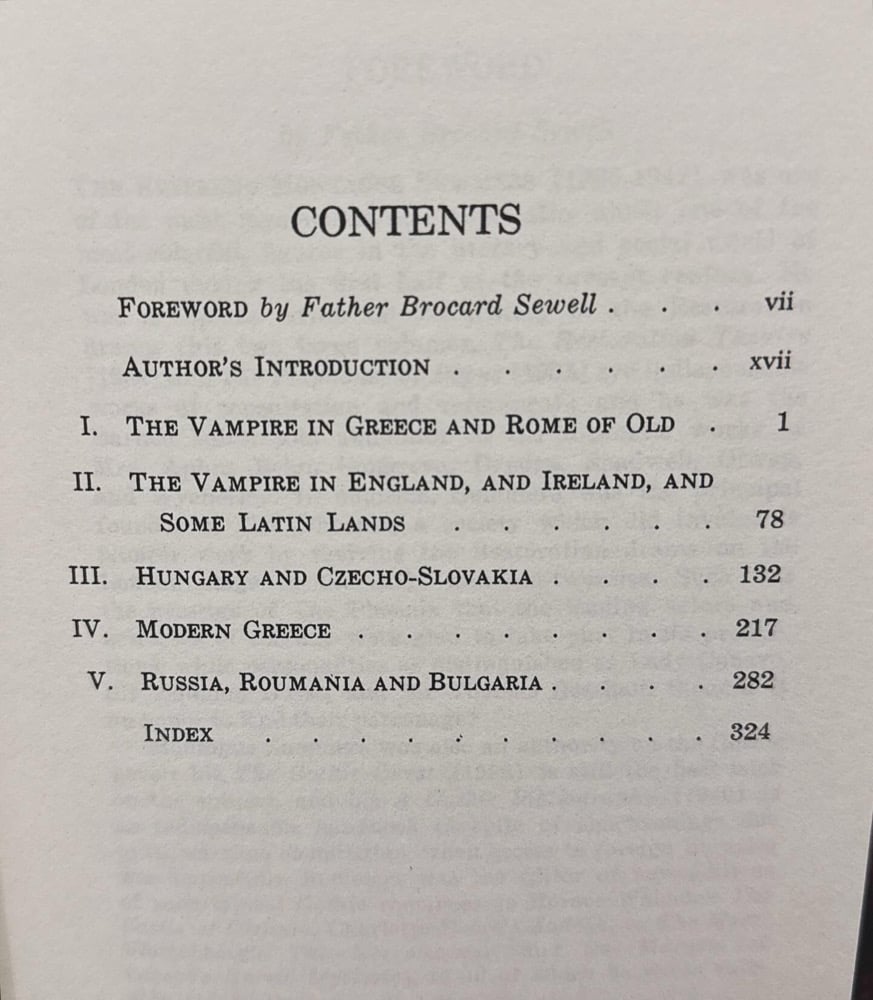 CONTENTS
FOREWORD by Father Brocard Sewell . . . vii
AUTHOR'S INTRODUCTION . . . . . . xvii
I. THE VAMPIRE IN GREECE AND ROME OF OLD . 1
II. THE VAMPIRE IN ENGLAND, AND IRELAND, AND
SOME LATIN LANDS . . . . . . 78
III. HUNGARY AND CZECHO-SLOVAKIA . . . . 132
IV. MODERN GREECE . . . . . . . . 217
V. RUSSIA, ROUMANIA AND BULGARIA . . . . 282
INDEX . . . . . . . . . . 324